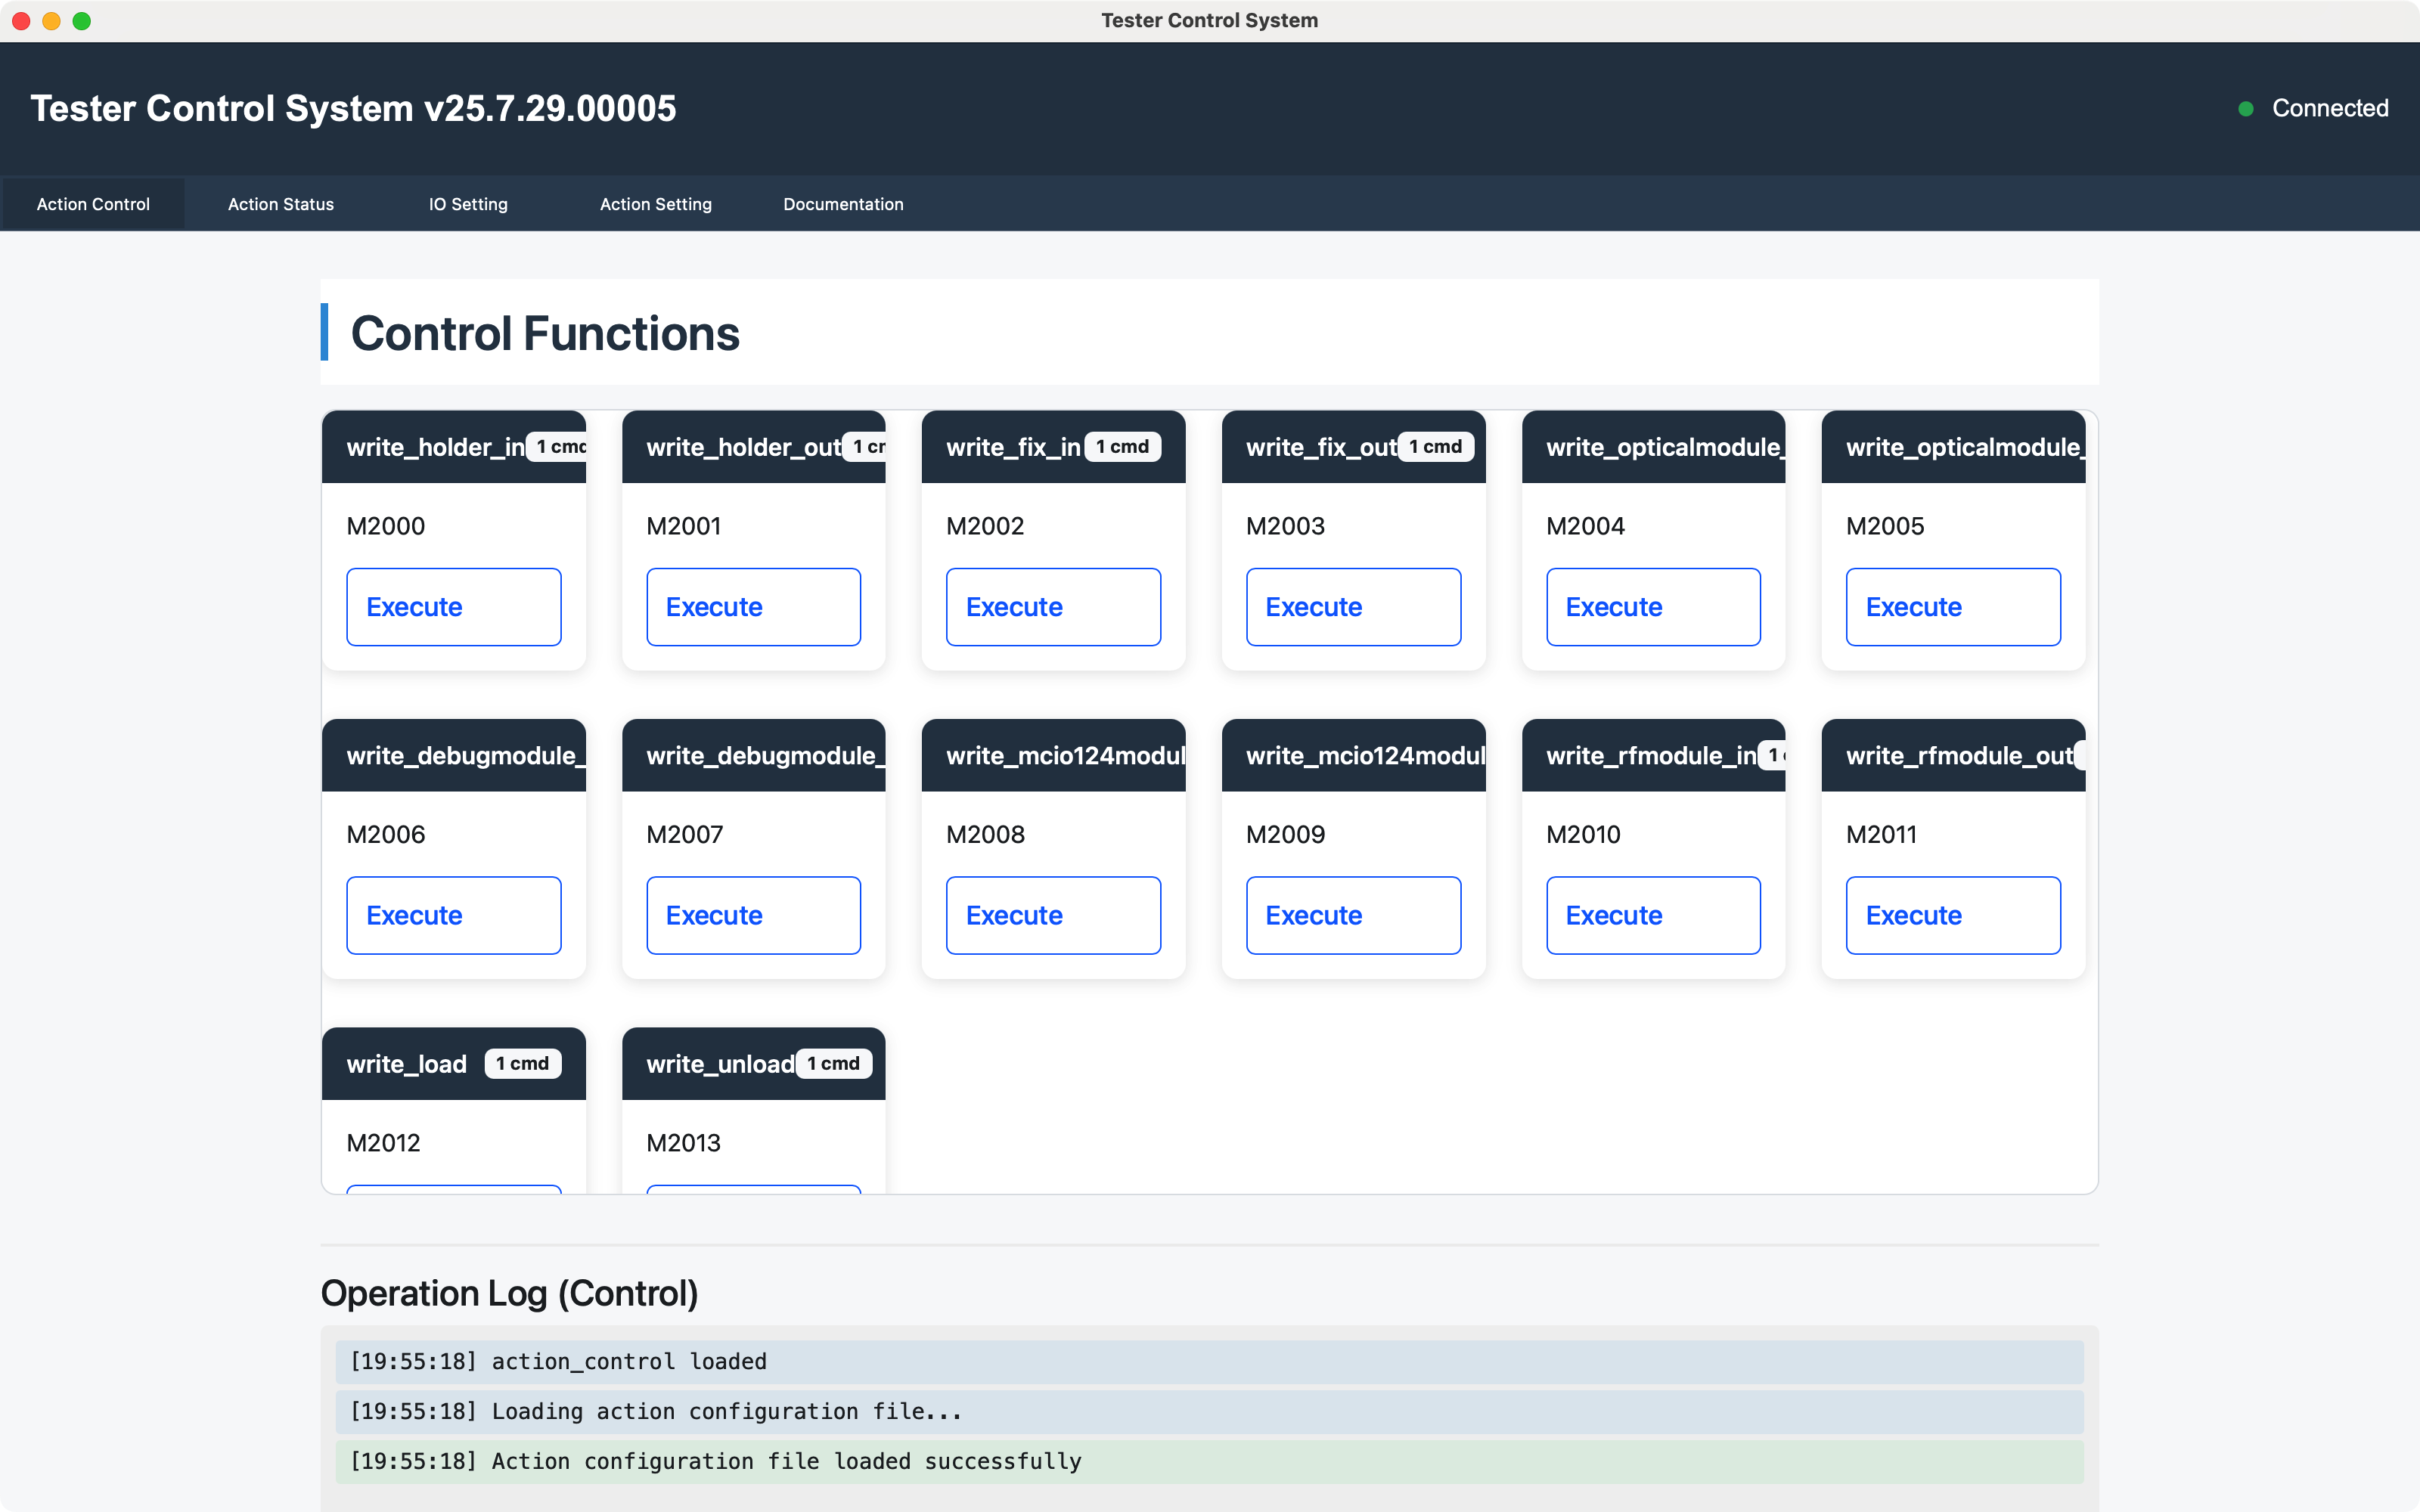 Tester Control System
Tester Control System v25.7.29.00005
Connected
Action Control
Action Status
IO Setting
Action Setting
Documentation
Control Functions
write_holder_in 1 cmd
M2000
Execute
write_holder_out 1
M2001
Execute
write_fix_in 1 cmd
M2002
Execute
write_fix_out 1 cmd
M2003
Execute
write_opticalmodule_
M2004
Execute
write_opticalmodule_
M2005
Execute
write_debugmodule_
M2006
Execute
write_debugmodule_
M2007
Execute
write_mcio124modul
M2008
Execute
write_mcio124modul
M2009
Execute
write_rfmodule_in 1
M2010
Execute
write_rfmodule_out
M2011
Execute
write_load 1 cmd
M2012
write_unload 1 cmd
M2013
Operation Log (Control)
[19:55:18] action_control loaded
[19:55:18] Loading action configuration file...
[19:55:18] Action configuration file loaded successfully